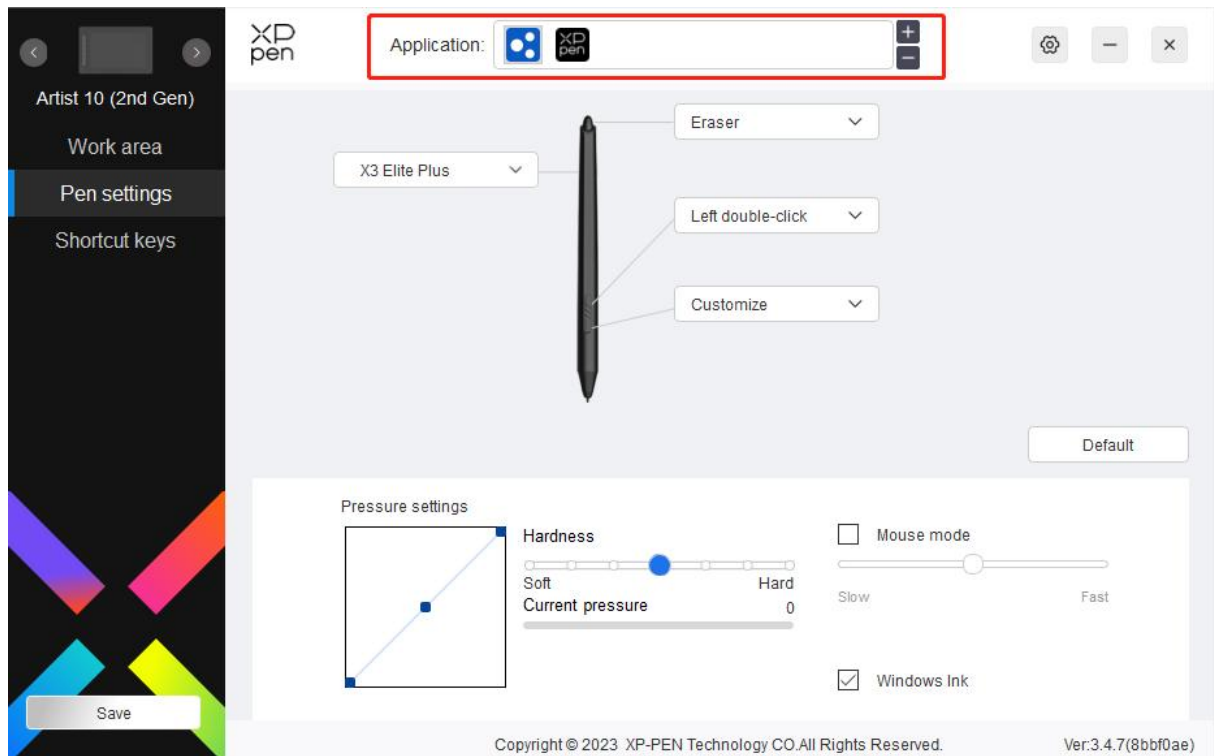 XP
pen
Application:
XP
pen
+
−
Artist 10 (2nd Gen)
Work area
Pen settings
Shortcut keys
Save
Eraser
X3 Elite Plus
Left double-click
Customize
Default
Pressure settings
Hardness
Soft Hard
Current pressure 0
Mouse mode
Slow Fast
Windows Ink
Copyright © 2023 XP-PEN Technology CO.All Rights Reserved. Ver:3.4.7(8bbf0ae)